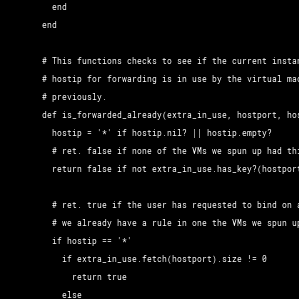 end
end
# This functions checks to see if the current
# hostip for forwarding is in use by the virtual
# previously.
def is_forwarded_already(extra_in_use, hostport,
hostip = '*' if hostip.nil? || hostip.empty?
# ret. false if none of the VMs we spun up had
return false if not extra_in_use.has_key?(hostport
# ret. true if the user has requested to bind on
# we already have a rule in one the VMs we spun up
if hostip == '*'
if extra_in_use.fetch(hostport).size != 0
return true
else